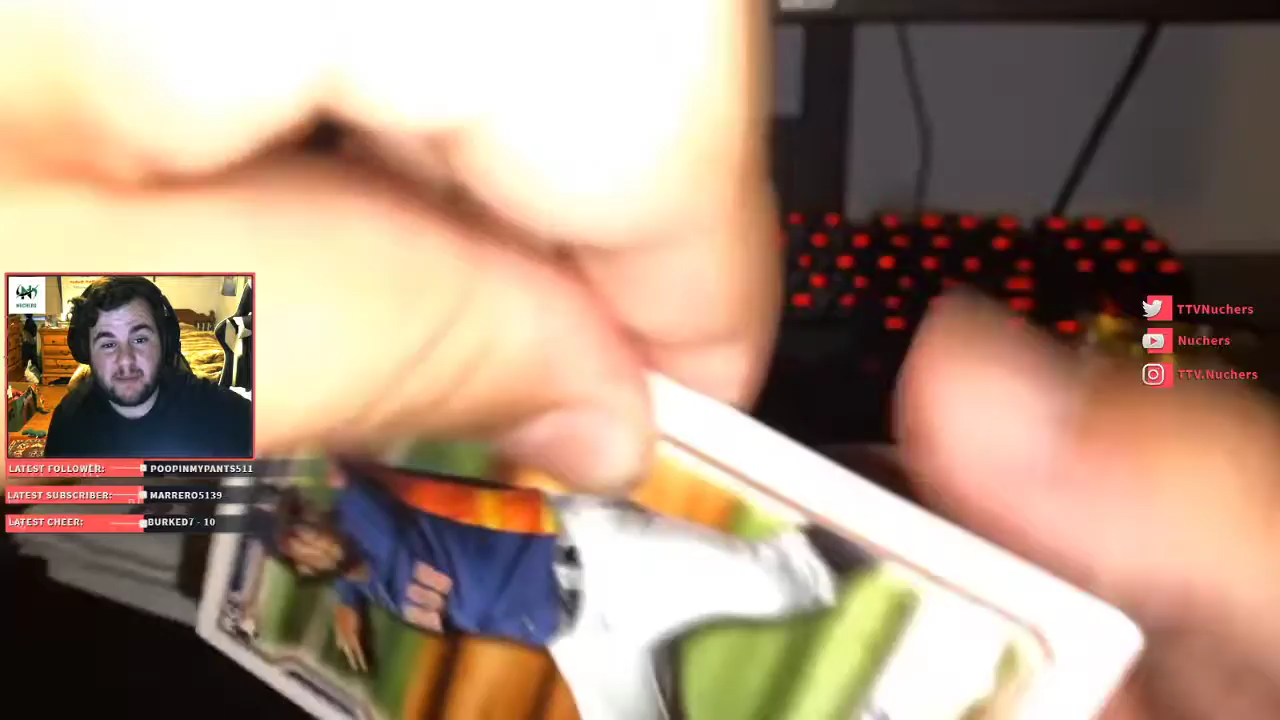 LATEST FOLLOWER: POOPINMYPANTS511
LATEST SUBSCRIBER: MARRERO5139
LATEST CHEER: BURKED7 - 10
TTVNuchers
Nuchers
TTV.Nuchers